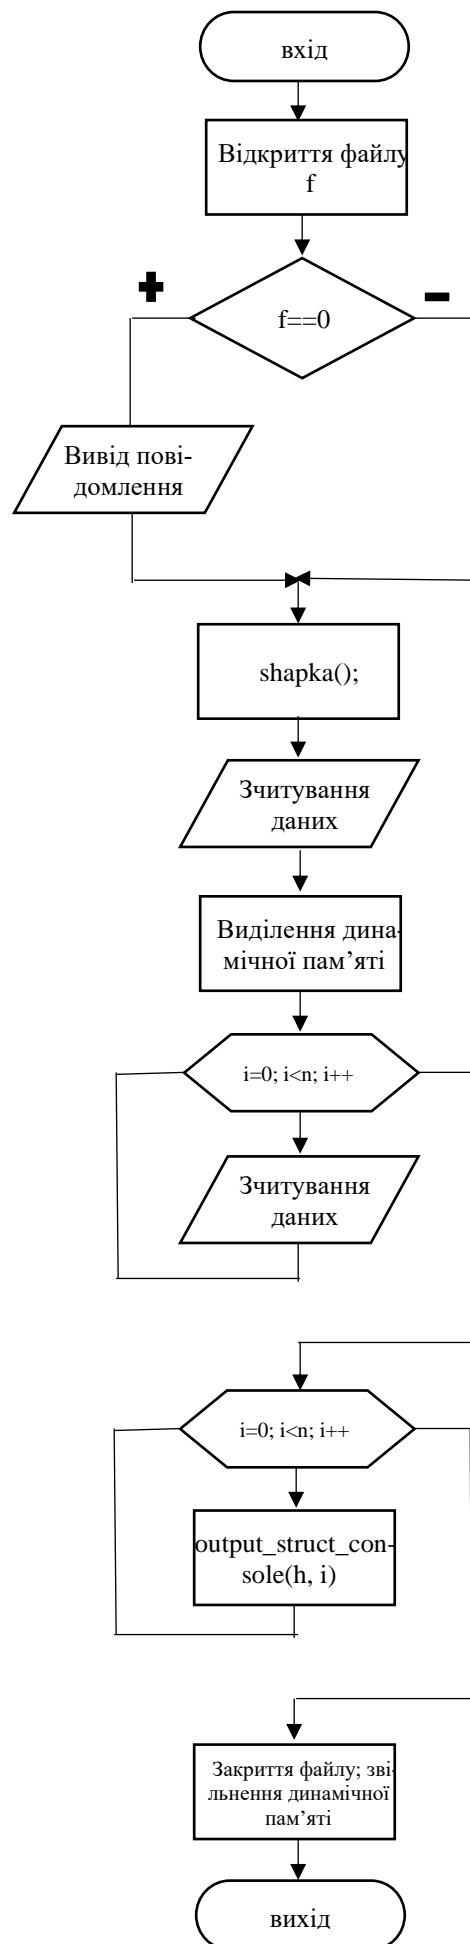 вхід
Відкриття файлу
f
+
−
f==0
Вивід пові-
домлення
shapka();
Зчитування
даних
Виділення дина-
мічної пам’яті
i=0; i<n; i++
Зчитування
даних
i=0; i<n; i++
output_struct_con-
sole(h, i)
Закриття файлу; зві-
льнення динамічної
пам’яті
вихід